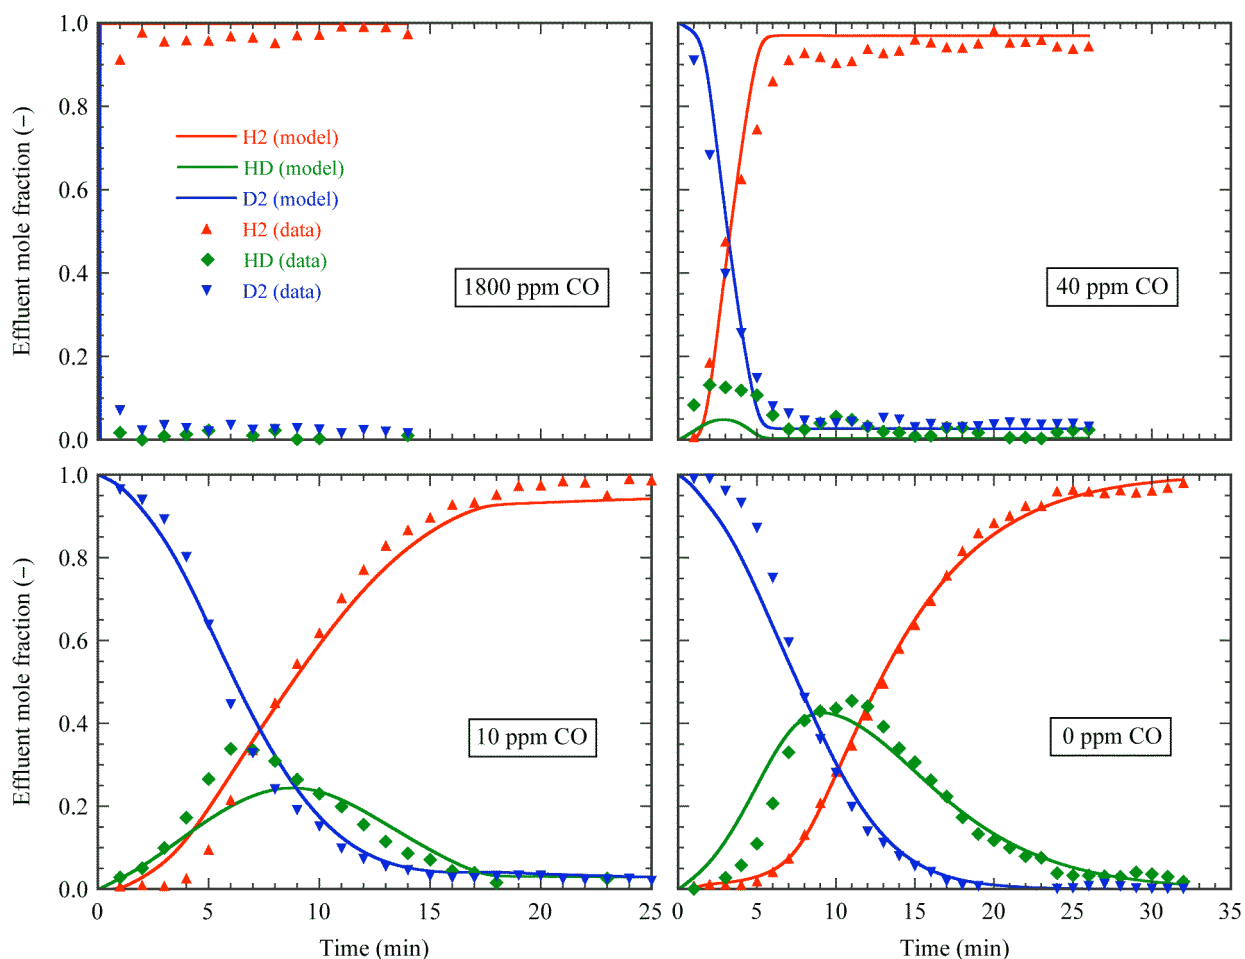 1.0
0.8
0.6
0.4
0.2
0.0
Effluent mole fraction (−)
H2 (model)
HD (model)
D2 (model)
H2 (data)
HD (data)
D2 (data)
1800 ppm CO
40 ppm CO
1.0
0.8
0.6
0.4
0.2
0.0
Effluent mole fraction (−)
10 ppm CO
0 ppm CO
0 5 10 15 20 25
0 5 10 15 20 25 30 35
Time (min)
Time (min)